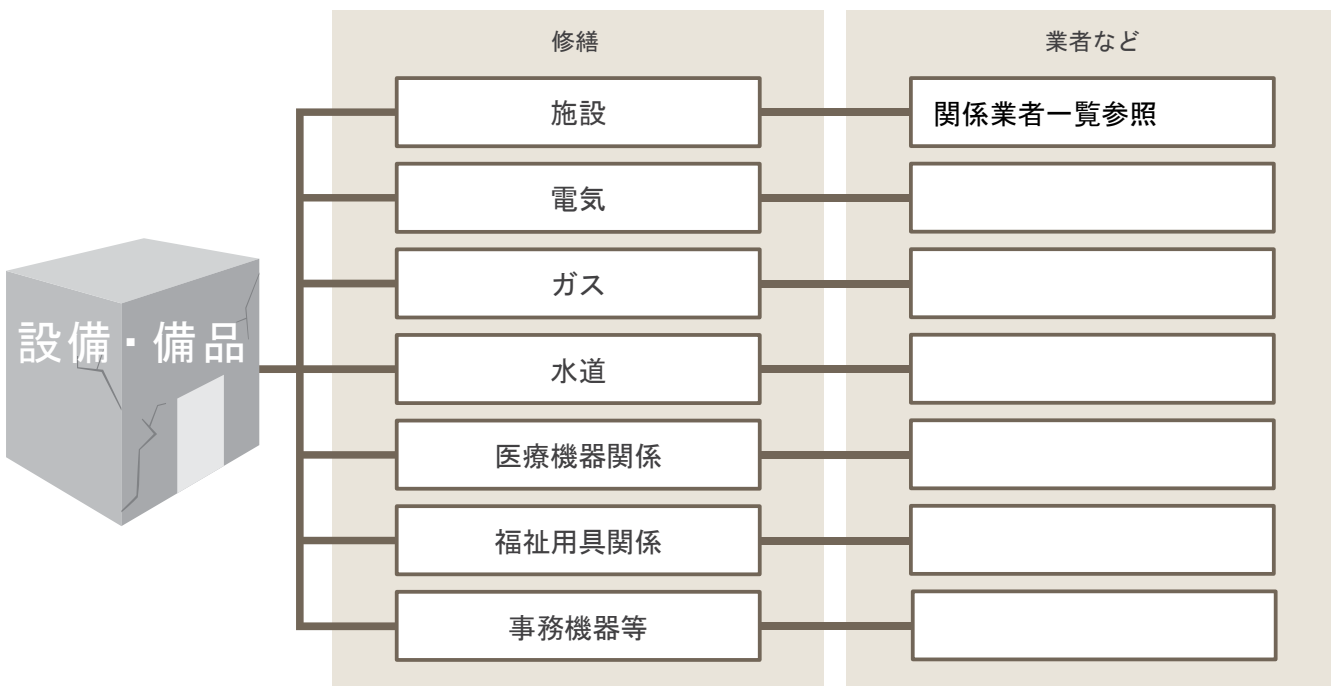 修繕
業者など
施設
関係業者一覧参照
電気
ガス
設備・備品
水道
医療機器関係
福祉用具関係
事務機器等